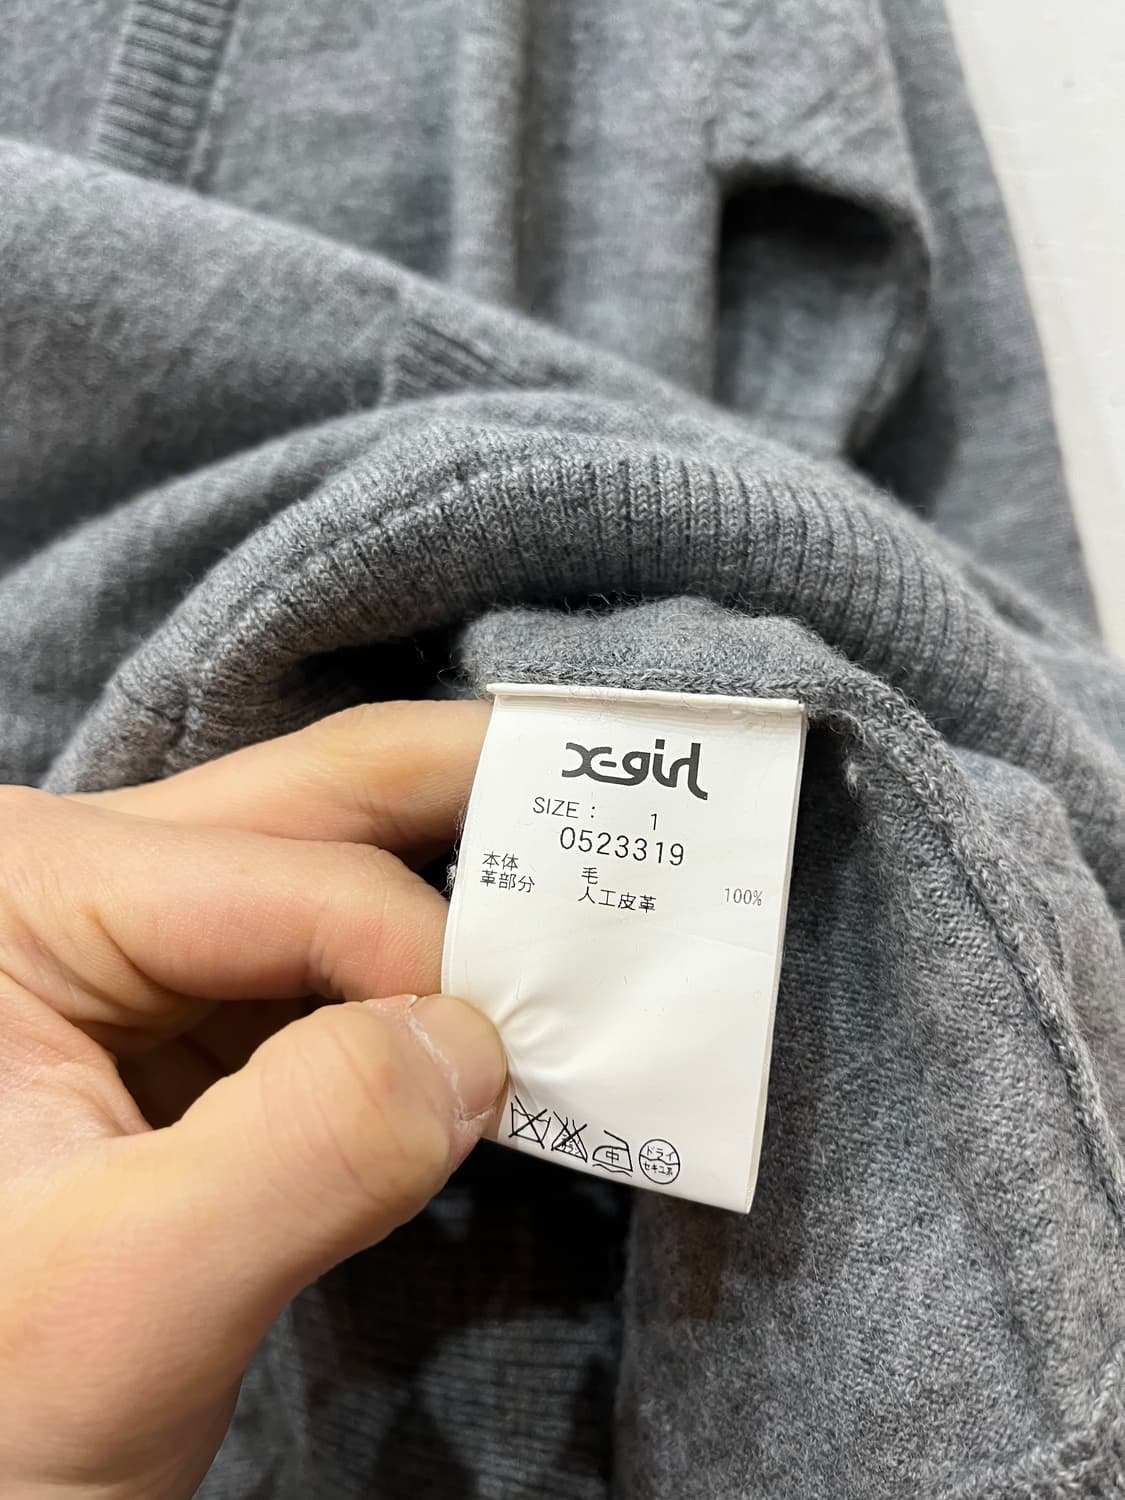 X-girl
SIZE : 1
0523319
本体 毛 100%
革部分 人工皮革
中
ドライ
セキユ系